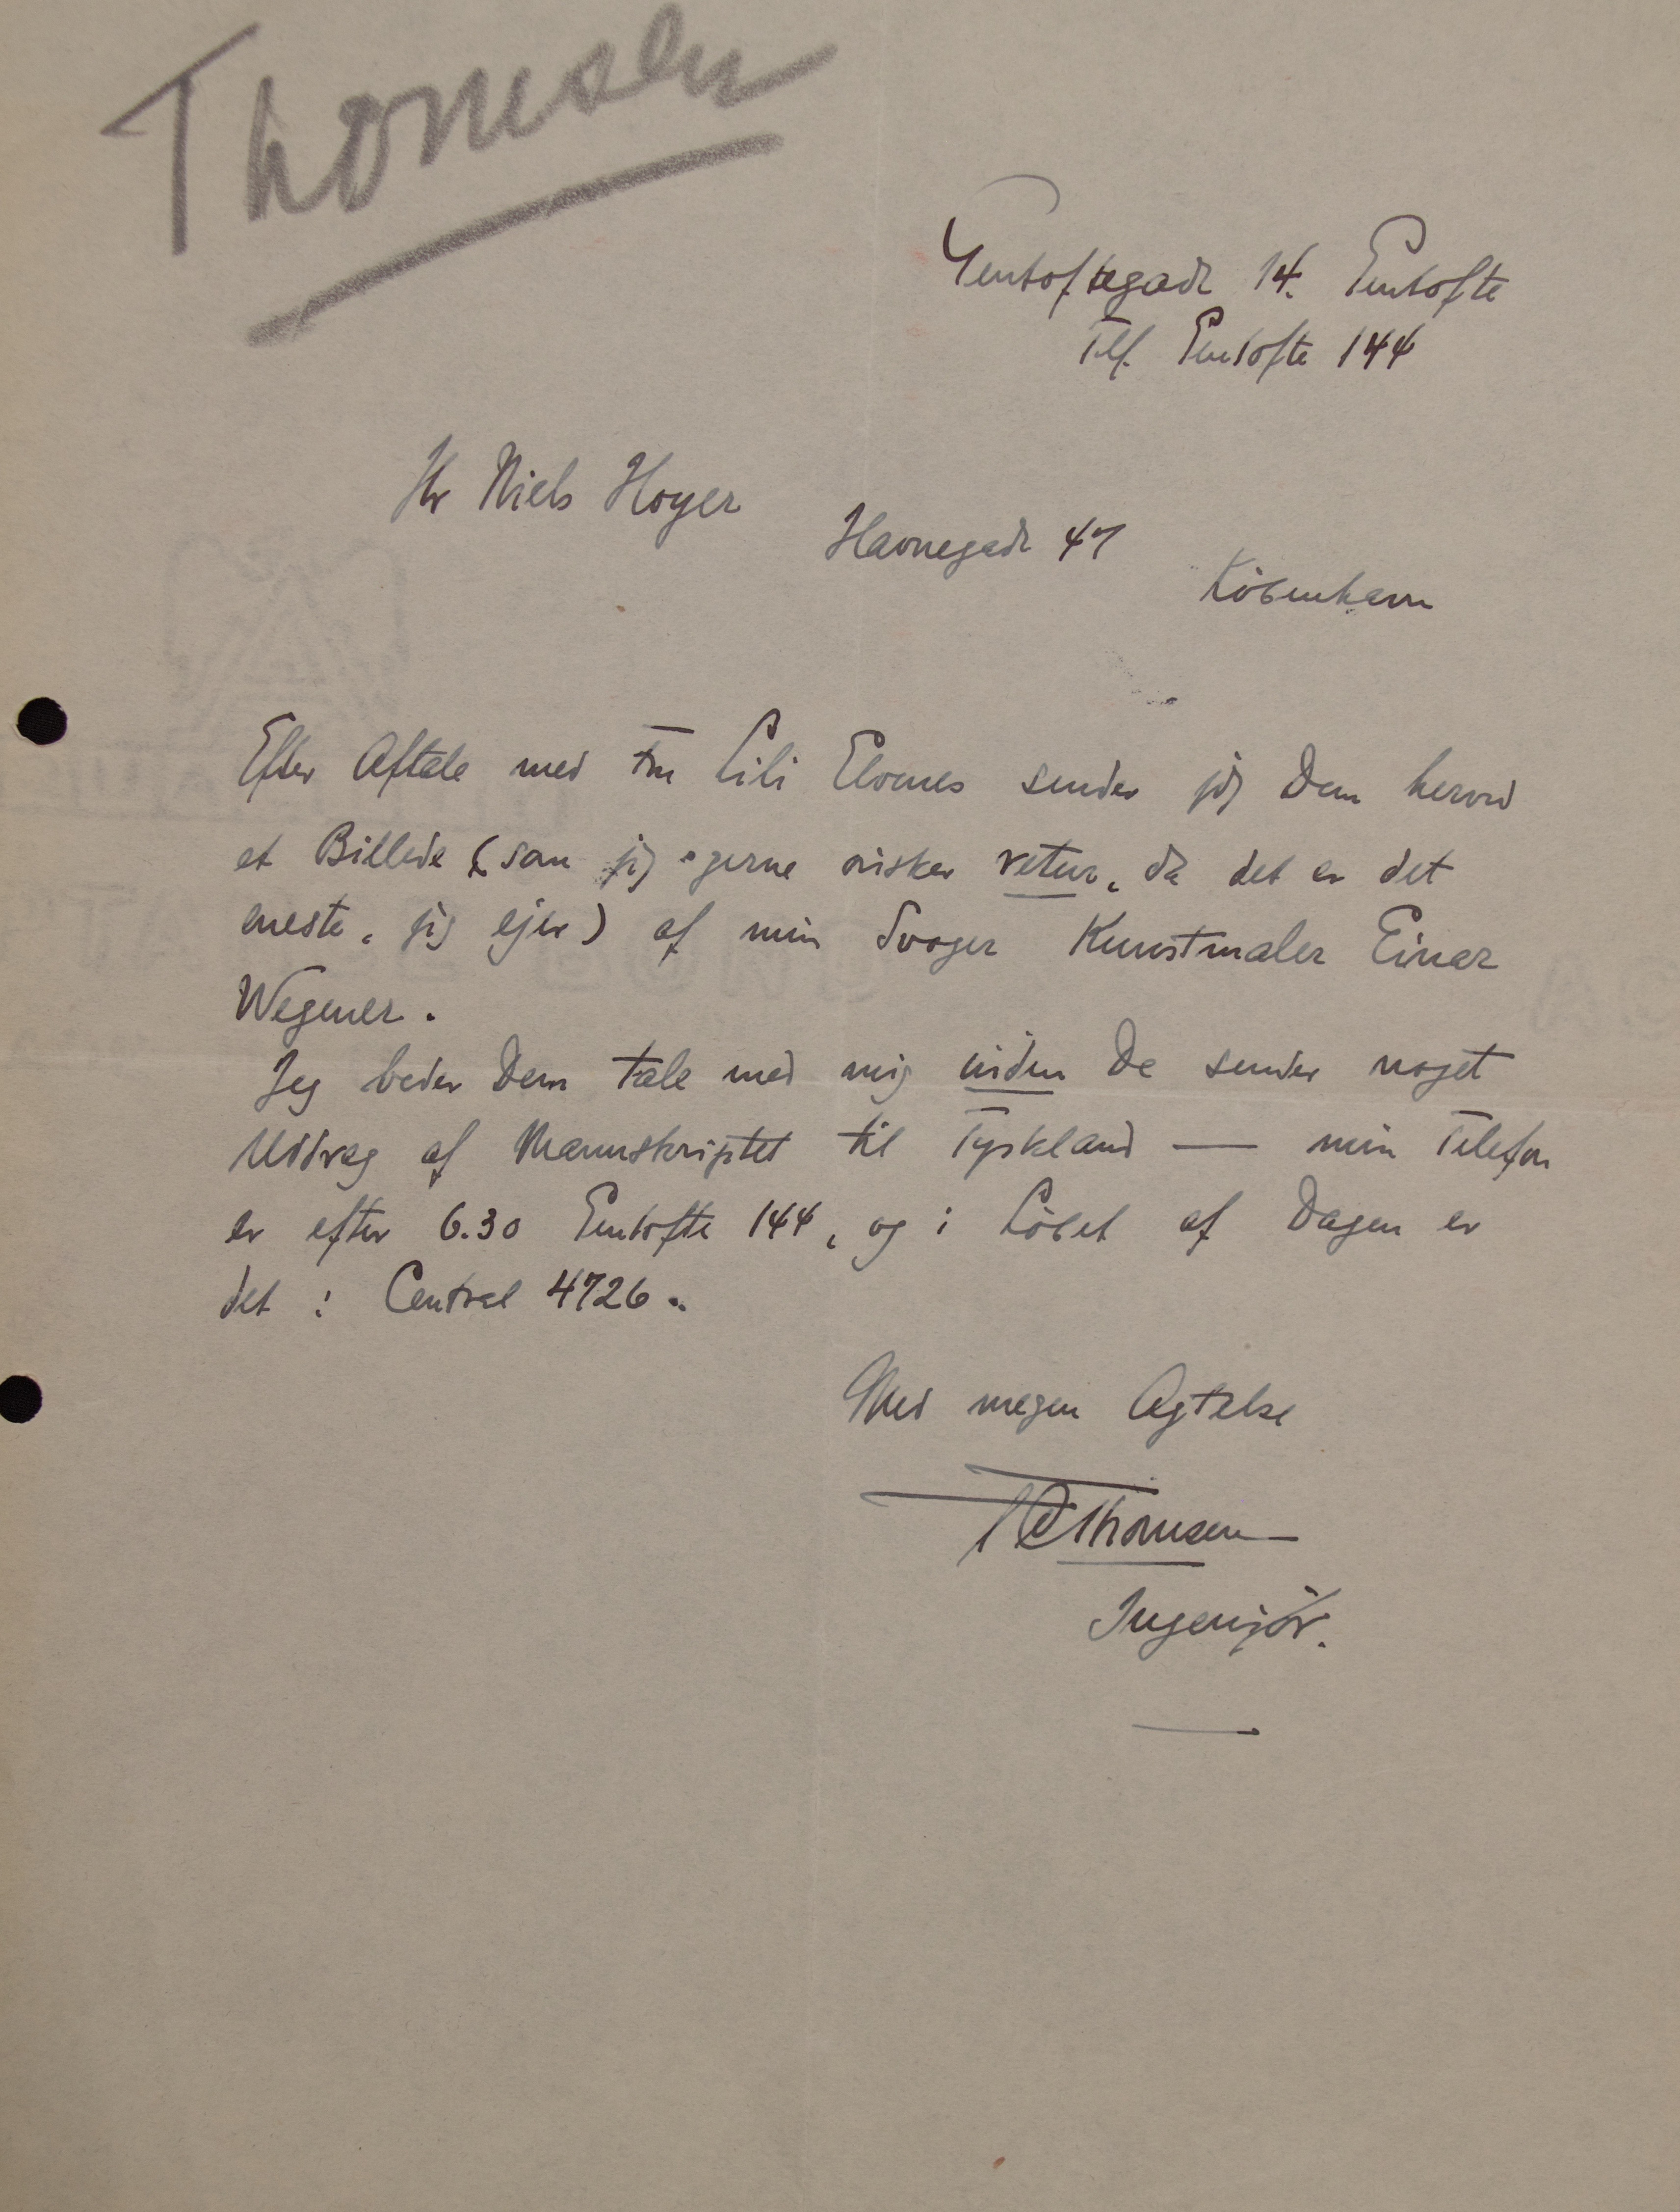 Thomsen
Gentoftegade 14. Gentofte
Tlf. Gentofte 144
Hr Niels Hoyer
Havnegade 47
København
Efter Aftale med Fru Lili Elvenes sender jeg Dem herved
et Billede (som jeg gerne ønsker retur, da det er det
eneste, jeg ejer) af min Svoger Kunstmaler Einar
Wegener.
Jeg beder Dem tale med mig inden De sender noget
Uddrag af Manuskriptet til Tyskland — min Telefon
er efter 6.30 Gentofte 144, og i Løbet af Dagen er
det : Central 4726.
Med megen Agtelse
Thomsen
Ingeniør.